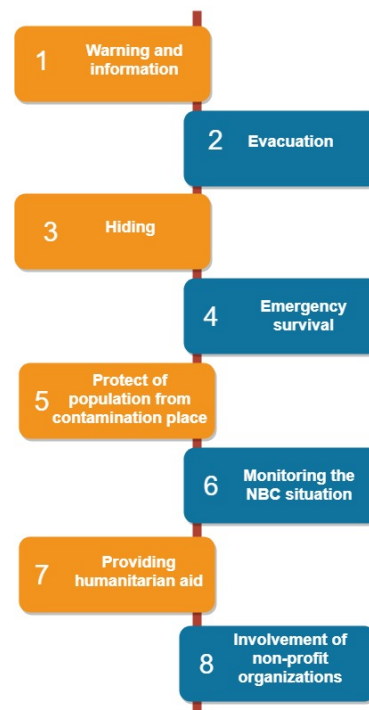 1
Warning and
information
2
Evacuation
3
Hiding
4
Emergency
survival
5
Protect of
population from
contamination place
6
Monitoring the
NBC situation
7
Providing
humanitarian aid
8
Involvement of
non-profit
organizations